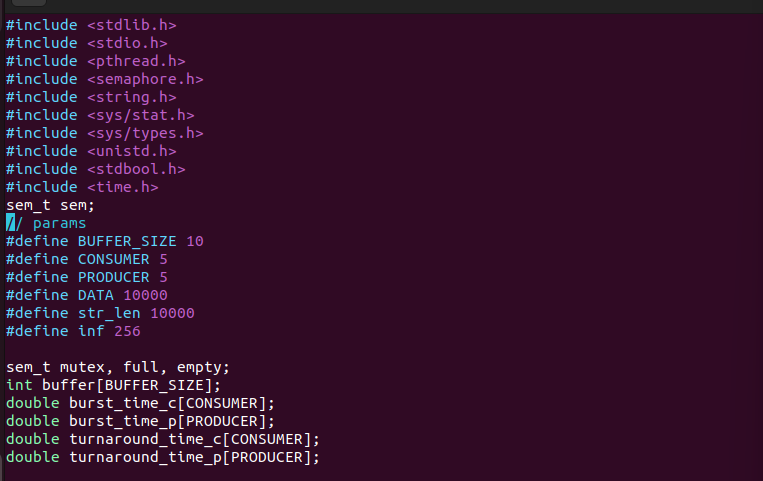 #include <stdlib.h>
#include <stdio.h>
#include <pthread.h>
#include <semaphore.h>
#include <string.h>
#include <sys/stat.h>
#include <sys/types.h>
#include <unistd.h>
#include <stdbool.h>
#include <time.h>
sem_t sem;
// params
#define BUFFER_SIZE 10
#define CONSUMER 5
#define PRODUCER 5
#define DATA 10000
#define str_len 10000
#define inf 256
sem_t mutex, full, empty;
int buffer[BUFFER_SIZE];
double burst_time_c[CONSUMER];
double burst_time_p[PRODUCER];
double turnaround_time_c[CONSUMER];
double turnaround_time_p[PRODUCER];